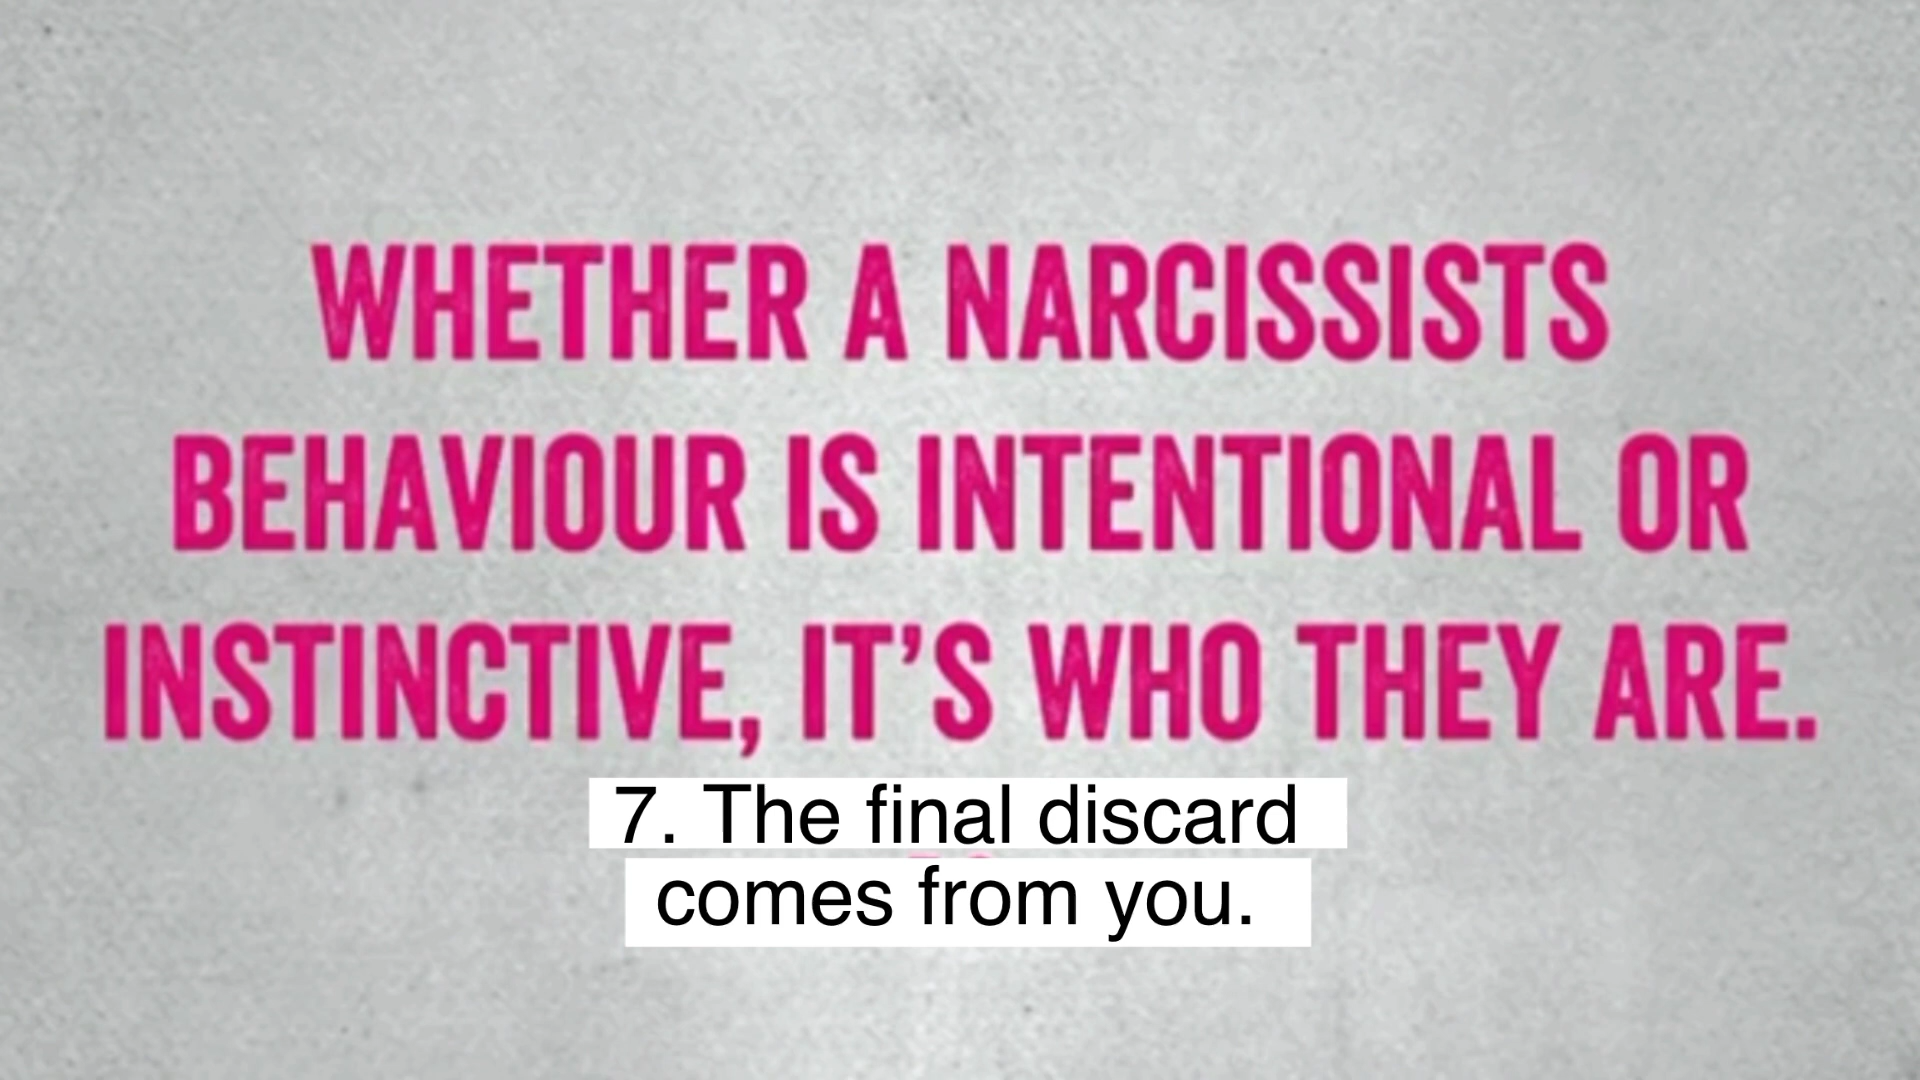 WHETHER A NARCISSISTS
BEHAVIOUR IS INTENTIONAL OR
INSTINCTIVE, IT’S WHO THEY ARE.
7. The final discard
comes from you.